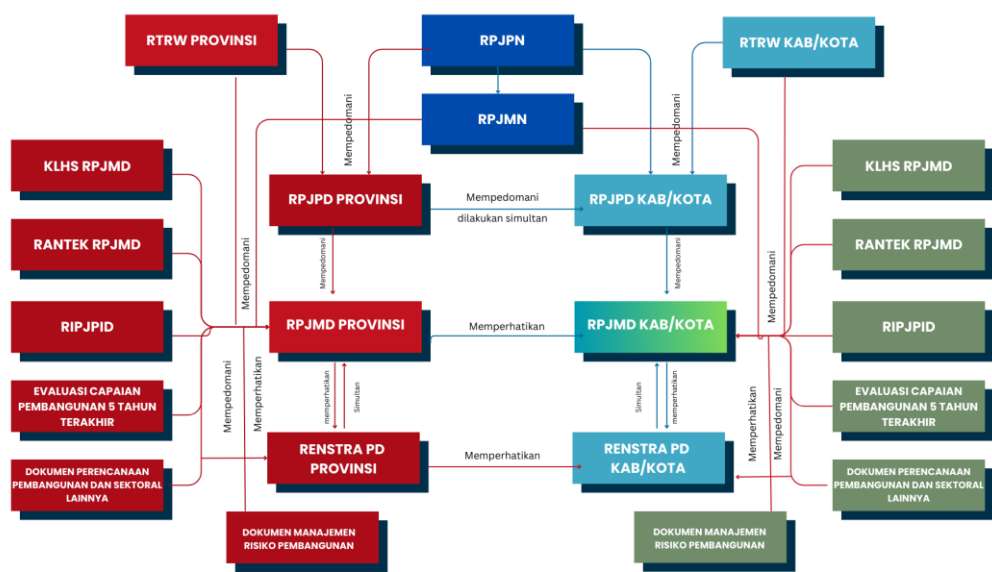 RTRW PROVINSI
RPJPN
RTRW KAB/KOTA
RPJMN
Mempedomani
Mempedomani
KLHS RPJMD
RPJPD PROVINSI
Mempedomani
dilakukan simultan
RPJPD KAB/KOTA
KLHS RPJMD
RANTEK RPJMD
Mempedomani
Mempedomani
Mempedomani
Mempedomani
RANTEK RPJMD
RIPJPID
RPJMD PROVINSI
Memperhatikan
RPJMD KAB/KOTA
RIPJPID
EVALUASI CAPAIAN
PEMBANGUNAN 5 TAHUN
TERAKHIR
Mempedomani
Memperhatikan
memperhatikan
Simultan
Simultan
memperhatikan
Memperhatikan
Mempedomani
EVALUASI CAPAIAN
PEMBANGUNAN 5 TAHUN
TERAKHIR
DOKUMEN PERENCANAAN
PEMBANGUNAN DAN SEKTORAL
LAINNYA
RENSTRA PD
PROVINSI
Memperhatikan
RENSTRA PD
KAB/KOTA
DOKUMEN PERENCANAAN
PEMBANGUNAN DAN SEKTORAL
LAINNYA
DOKUMEN MANAJEMEN
RISIKO PEMBANGUNAN
DOKUMEN MANAJEMEN
RISIKO PEMBANGUNAN